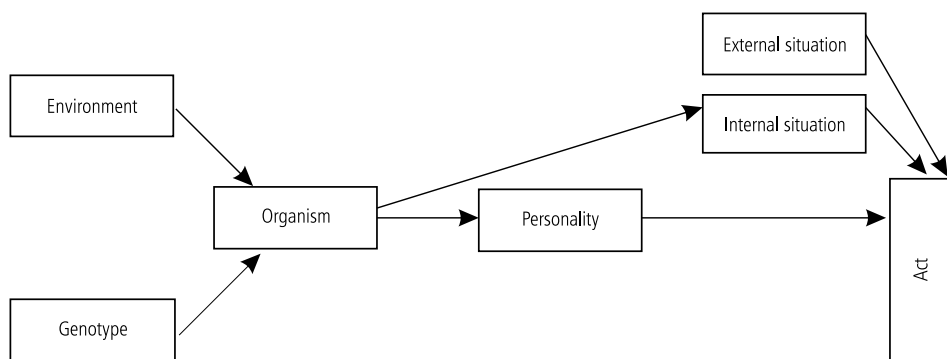 External situation
Environment
Internal situation
Organism
Personality
Act
Genotype